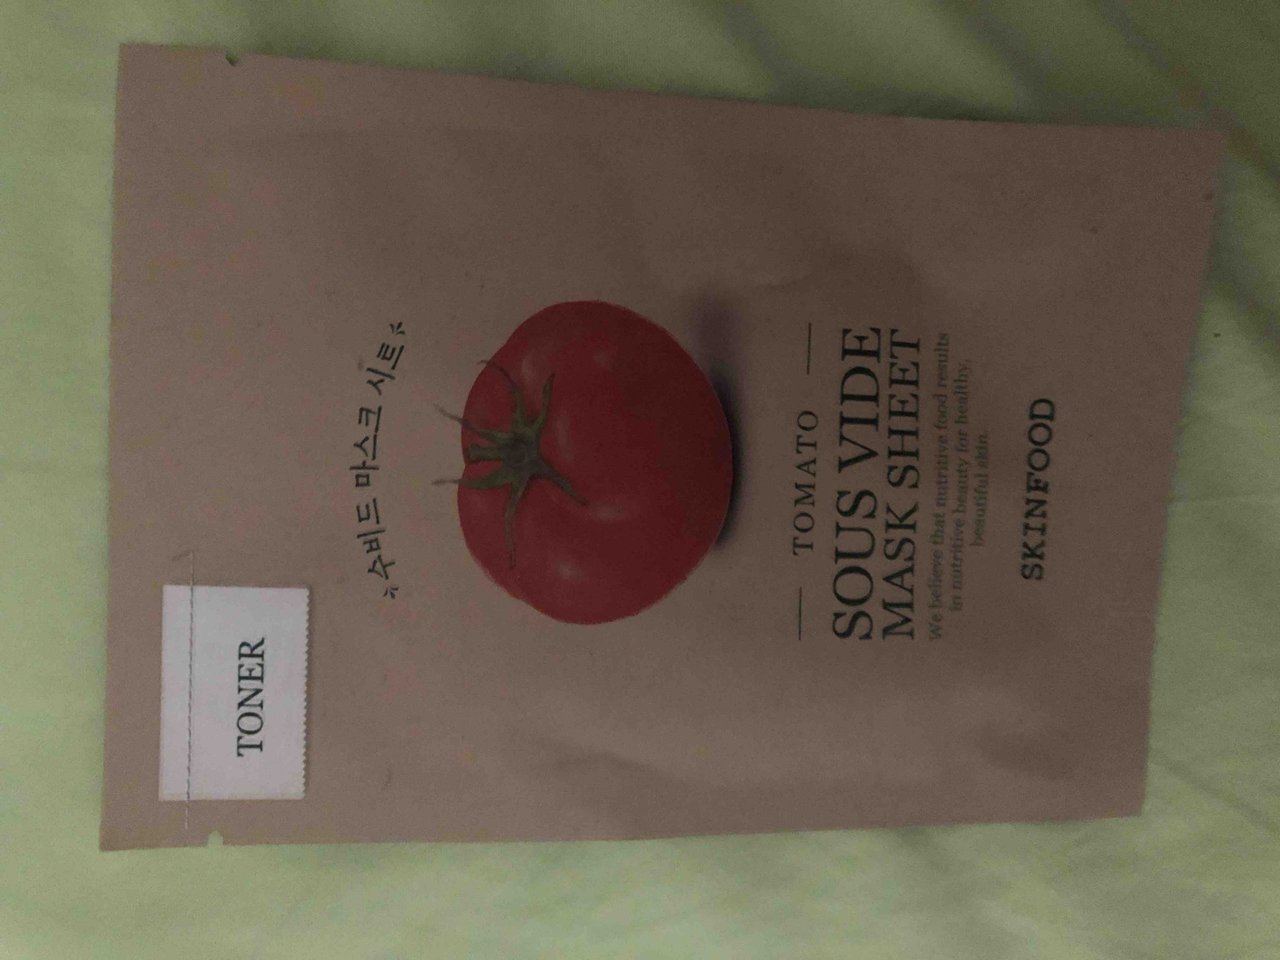 TONER
수비드 마스크 시트
TOMATO
SOUS VIDE
MASK SHEET
We believe that nutritive food results
in nutritive beauty for healthy,
beautiful skin.
SKINFOOD